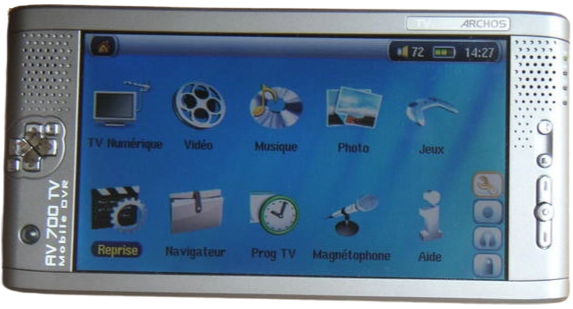 TV ARCHOS
72 14:27
TV Numérique Vidéo Musique Photo Jeux
Reprise Navigateur Prog TV Magnétophone Aide
AV 700 TV
Mobile DVR